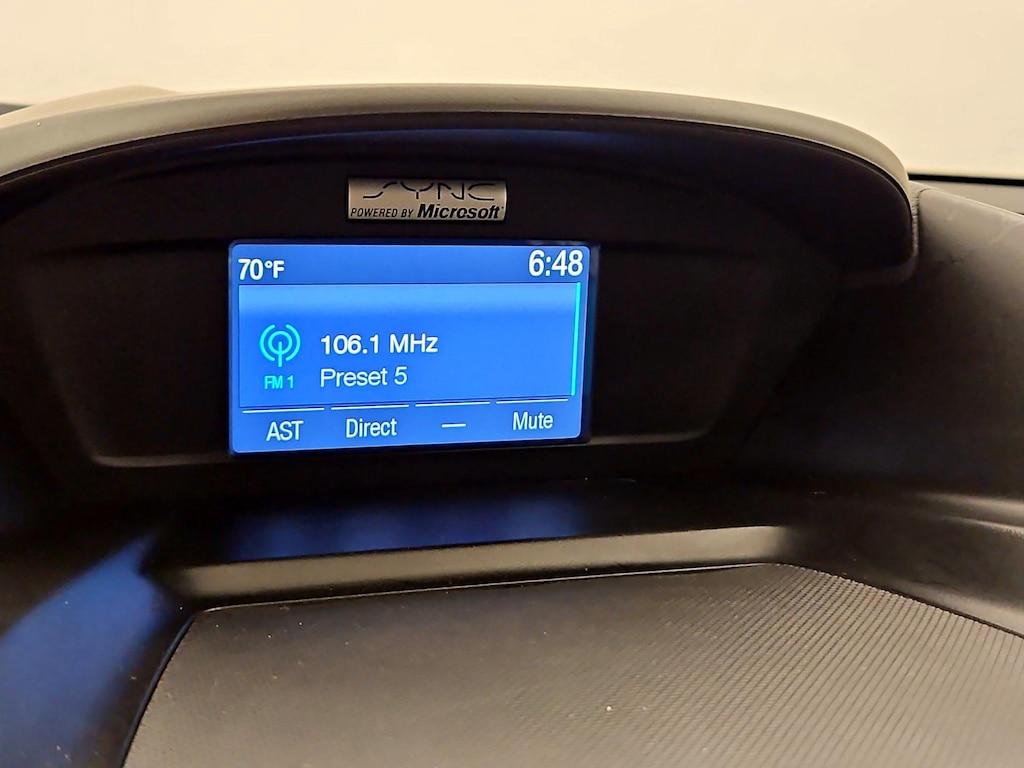 SYNC
POWERED BY Microsoft
70°F 6:48
106.1 MHz
FM 1 Preset 5
AST Direct — Mute